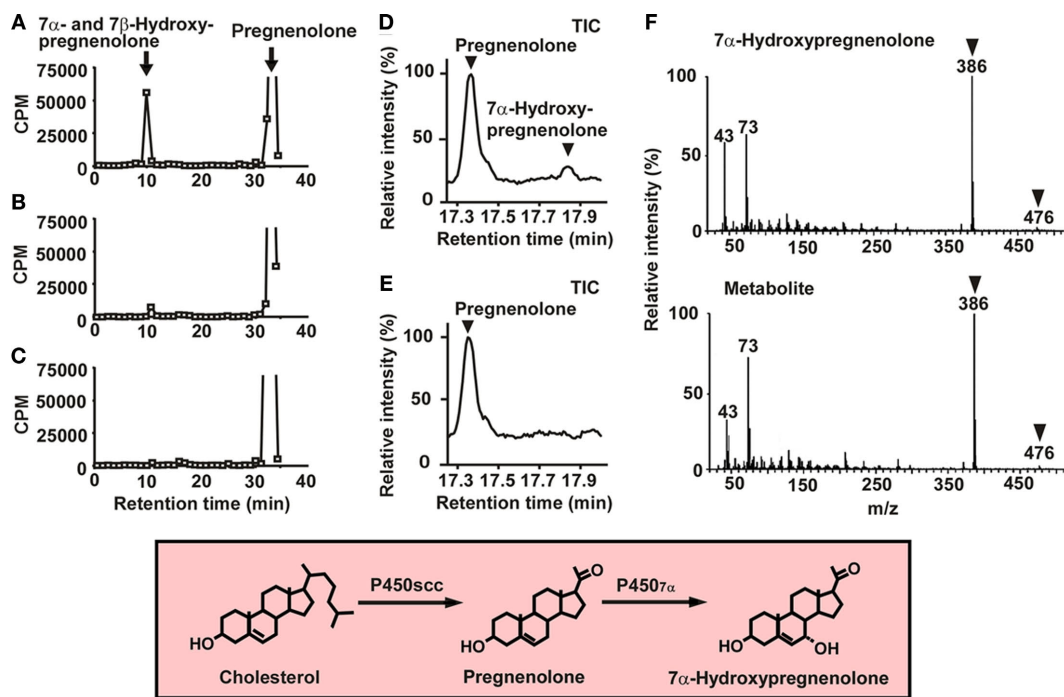 A
7α- and 7β-Hydroxy-
pregnenolone
Pregnenolone
75000
50000
25000
0
CPM
0 10 20 30 40
B
75000
50000
25000
0
CPM
0 10 20 30 40
C
75000
50000
25000
0
CPM
0 10 20 30 40
Retention time (min)
D
TIC
Pregnenolone
7α-Hydroxy-
pregnenolone
100
50
0
Relative intensity (%)
17.3 17.5 17.7 17.9
Retention time (min)
E
TIC
Pregnenolone
100
50
0
Relative intensity (%)
17.3 17.5 17.7 17.9
Retention time (min)
F
7α-Hydroxypregnenolone
386
100
43 73
50
476
0
50 150 250 350 450
Relative intensity (%)
Metabolite
386
100
73
50
43
476
0
50 150 250 350 450
m/z
P450scc
P4507α
O
O
HO
HO
HO
OH
Cholesterol
Pregnenolone
7α-Hydroxypregnenolone